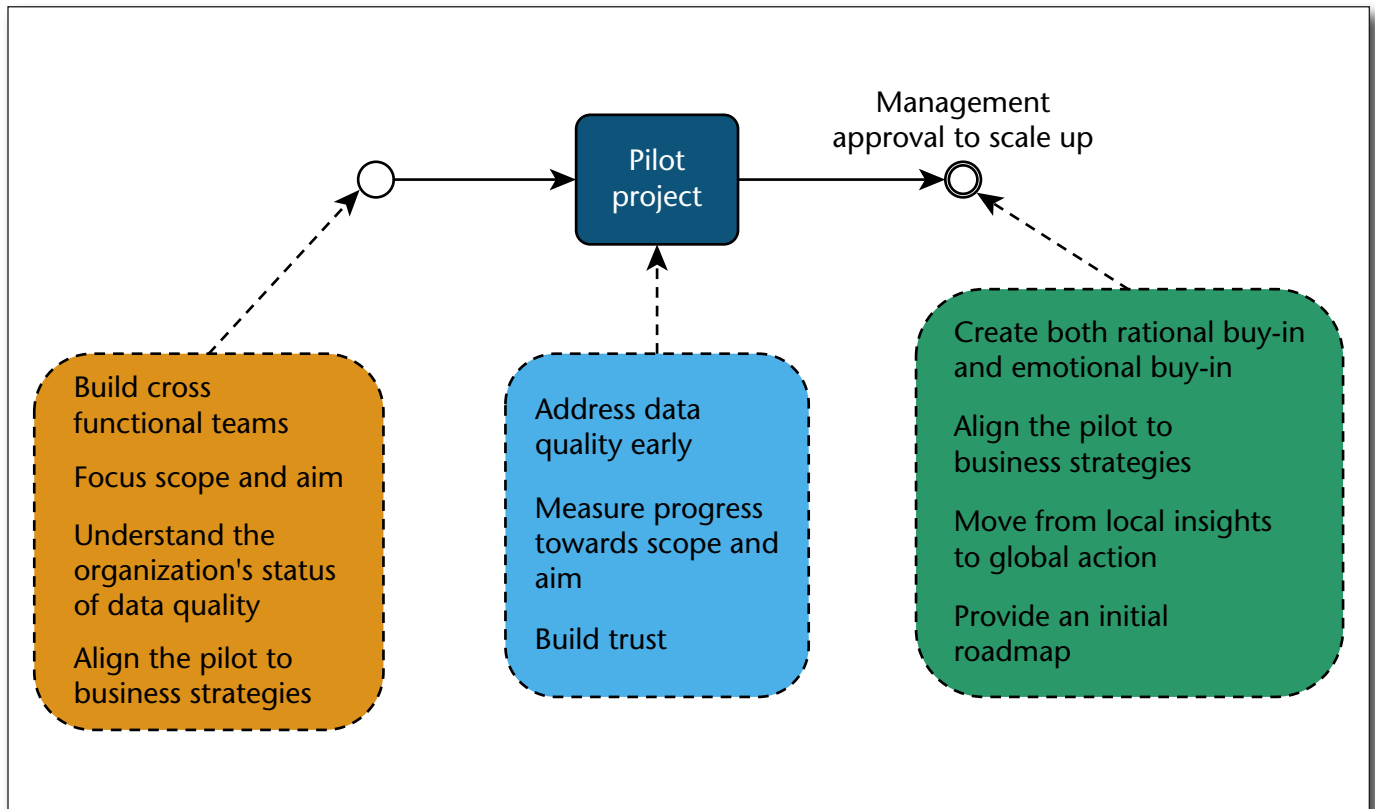 Management
approval to scale up
Pilot
project
Build cross
functional teams
Focus scope and aim
Understand the
organization's status
of data quality
Align the pilot to
business strategies
Address data
quality early
Measure progress
towards scope and
aim
Build trust
Create both rational buy-in
and emotional buy-in
Align the pilot to
business strategies
Move from local insights
to global action
Provide an initial
roadmap